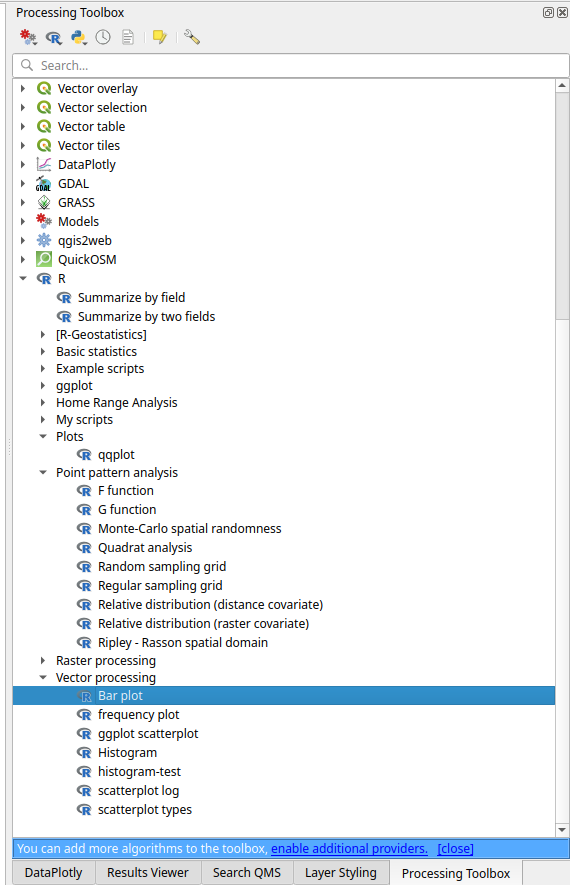 Processing Toolbox
Search...
Vector overlay
Vector selection
Vector table
Vector tiles
DataPlotly
GDAL
GRASS
Models
qgis2web
QuickOSM
R
Summarize by field
Summarize by two fields
[R-Geostatistics]
Basic statistics
Example scripts
ggplot
Home Range Analysis
My scripts
Plots
qqplot
Point pattern analysis
F function
G function
Monte-Carlo spatial randomness
Quadrat analysis
Random sampling grid
Regular sampling grid
Relative distribution (distance covariate)
Relative distribution (raster covariate)
Ripley - Rasson spatial domain
Raster processing
Vector processing
Bar plot
frequency plot
ggplot scatterplot
Histogram
histogram-test
scatterplot log
scatterplot types
You can add more algorithms to the toolbox, enable additional providers. [close]
DataPlotly Results Viewer Search QMS Layer Styling Processing Toolbox